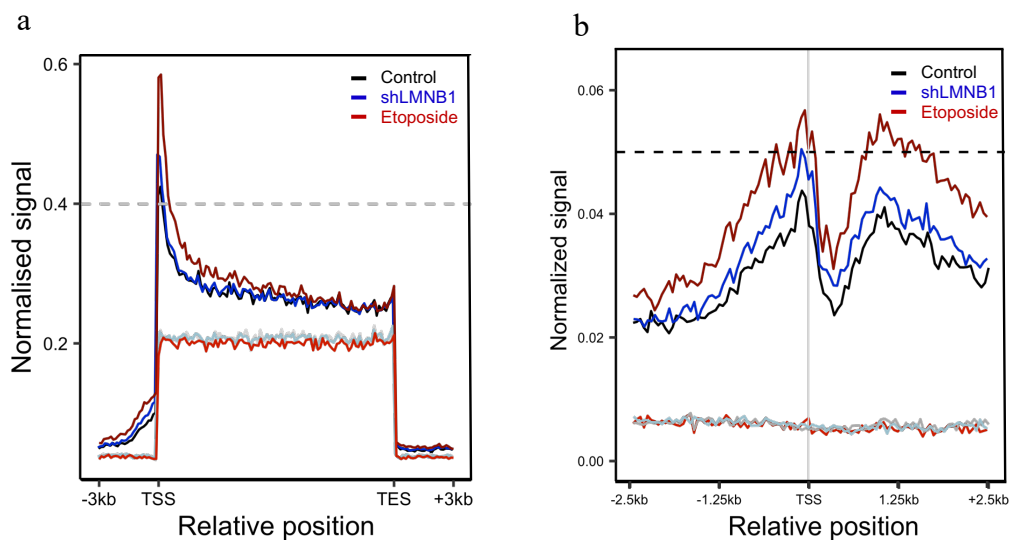 a
Normalised signal
0.6
0.4
0.2
Control
shLMNB1
Etoposide
-3kb TSS TES +3kb
Relative position
b
Normalized signal
0.06
0.04
0.02
0.00
Control
shLMNB1
Etoposide
-2.5kb -1.25kb TSS 1.25kb +2.5kb
Relative position